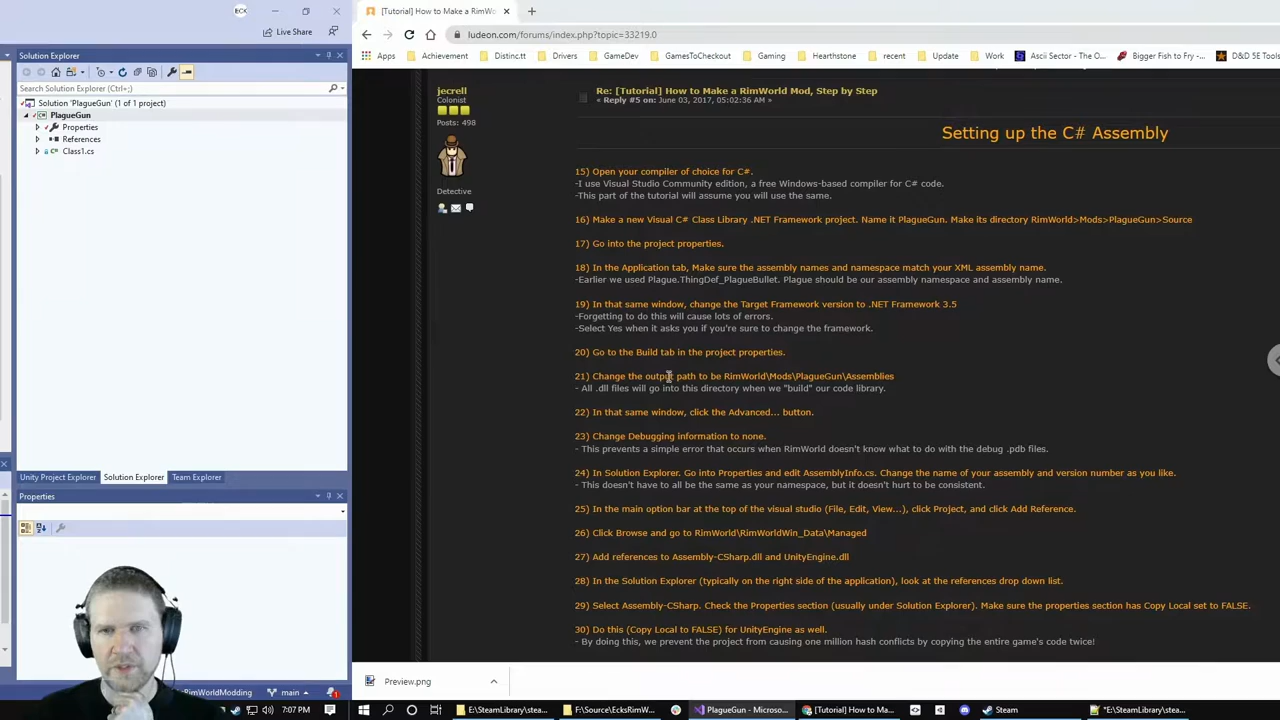 ECK
[Tutorial] How to Make a RimWo
Live Share
ludeon.com/forums/index.php?topic=33219.0
Solution Explorer
Apps
Achievement
Distinc.tt
Drivers
GameDev
GamesToCheckout
Gaming
Hearthstone
recent
Update
Work
Ascii Sector - The O...
Bigger Fish to Fry -...
D&D 5E Tools
Search Solution Explorer (Ctrl+;)
Solution 'PlagueGun' (1 of 1 project)
PlagueGun
Properties
References
Class1.cs
jecrell
Colonist
Posts: 498
Detective
Re: [Tutorial] How to Make a RimWorld Mod, Step by Step
« Reply #5 on: June 03, 2017, 05:02:36 AM »
Setting up the C# Assembly
15) Open your compiler of choice for C#.
-I use Visual Studio Community edition, a free Windows-based compiler for C# code.
-This part of the tutorial will assume you will use the same.
16) Make a new Visual C# Class Library .NET Framework project. Name it PlagueGun. Make its directory RimWorld>Mods>PlagueGun>Source
17) Go into the project properties.
18) In the Application tab, Make sure the assembly names and namespace match your XML assembly name.
-Earlier we used Plague.ThingDef_PlagueBullet. Plague should be our assembly namespace and assembly name.
19) In that same window, change the Target Framework version to .NET Framework 3.5
-Forgetting to do this will cause lots of errors.
-Select Yes when it asks you if you're sure to change the framework.
20) Go to the Build tab in the project properties.
21) Change the output path to be RimWorld\Mods\PlagueGun\Assemblies
- All .dll files will go into this directory when we "build" our code library.
22) In that same window, click the Advanced... button.
23) Change Debugging information to none.
- This prevents a simple error that occurs when RimWorld doesn't know what to do with the debug .pdb files.
24) In Solution Explorer. Go into Properties and edit AssemblyInfo.cs. Change the name of your assembly and version number as you like.
- This doesn't have to all be the same as your namespace, but it doesn't hurt to be consistent.
25) In the main option bar at the top of the visual studio (File, Edit, View...), click Project, and click Add Reference.
26) Click Browse and go to RimWorld\RimWorldWin_Data\Managed
27) Add references to Assembly-CSharp.dll and UnityEngine.dll
28) In the Solution Explorer (typically on the right side of the application), look at the references drop down list.
29) Select Assembly-CSharp. Check the Properties section (usually under Solution Explorer). Make sure the properties section has Copy Local set to FALSE.
30) Do this (Copy Local to FALSE) for UnityEngine as well.
- By doing this, we prevent the project from causing one million hash conflicts by copying the entire game's code twice!
Unity Project Explorer
Solution Explorer
Team Explorer
Properties
Preview.png
RimWorldModding
main
1
7:07 PM
E:\SteamLibrary\stea...
F:\Source\EcksRimW...
PlagueGun - Microso...
[Tutorial] How to Ma...
Steam
*E:\SteamLibrary\ste...